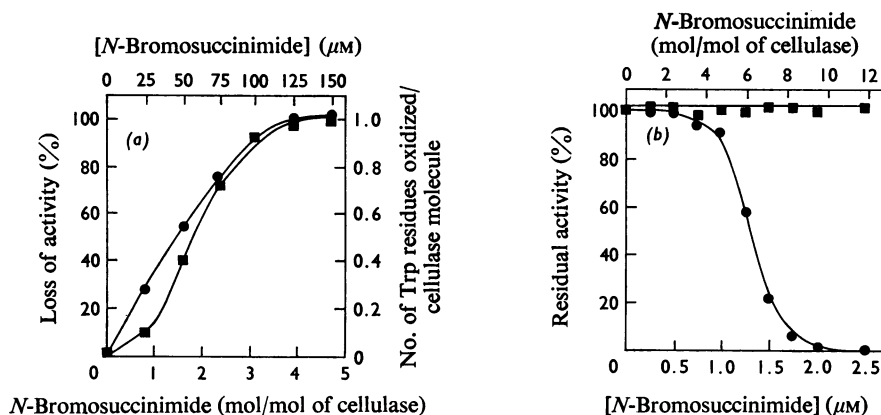 [N-Bromosuccinimide] (μM)
0 25 50 75 100 125 150
(a)
Loss of activity (%)
100
80
60
40
20
0
No. of Trp residues oxidized/
cellulase molecule
1.0
0.8
0.6
0.4
0.2
0
0 1 2 3 4 5
N-Bromosuccinimide (mol/mol of cellulase)
N-Bromosuccinimide
(mol/mol of cellulase)
0 2 4 6 8 10 12
(b)
Residual activity (%)
100
80
60
40
20
0 0.5 1.0 1.5 2.0 2.5
[N-Bromosuccinimide] (μM)